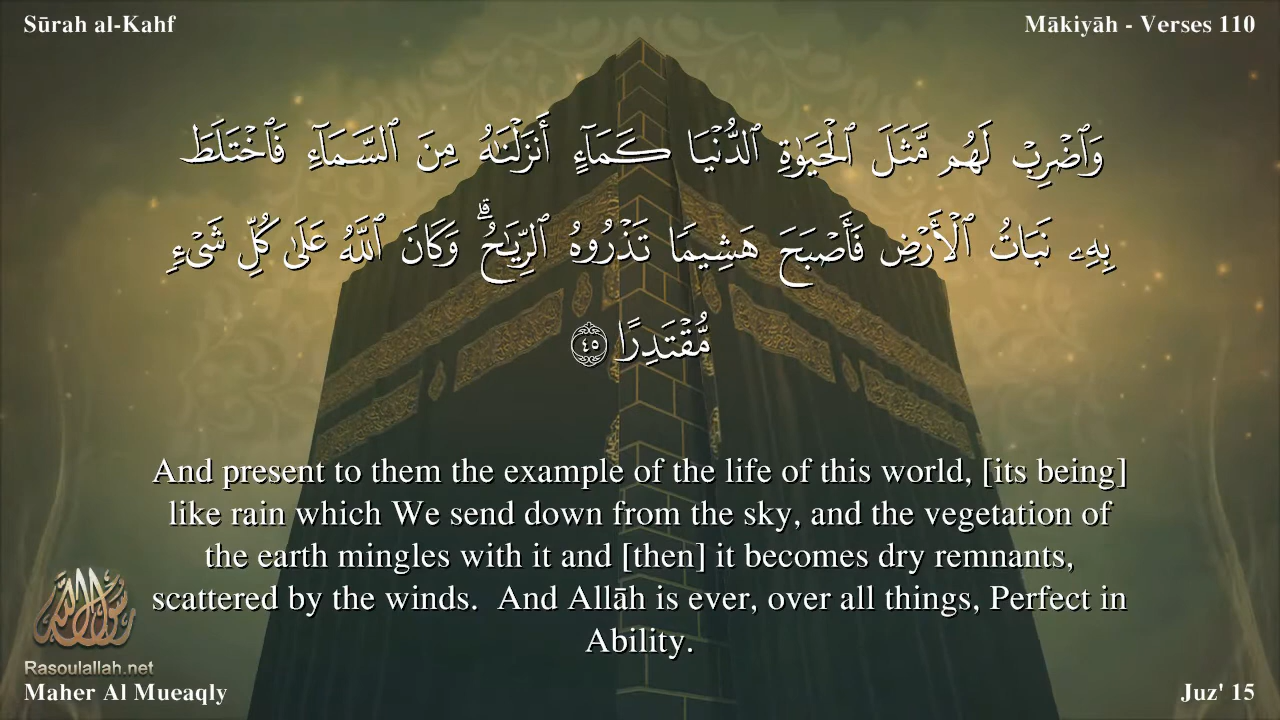 Sūrah al-Kahf
Mākiyāh - Verses 110
وَٱضۡرِبۡ لَهُم مَّثَلَ ٱلۡحَيَوٰةِ ٱلدُّنۡيَا كَمَآءٍ أَنزَلۡنَٰهُ مِنَ ٱلسَّمَآءِ فَٱخۡتَلَطَ
بِهِۦ نَبَاتُ ٱلۡأَرۡضِ فَأَصۡبَحَ هَشِيمٗا تَذۡرُوهُ ٱلرِّيَٰحُۗ وَكَانَ ٱللَّهُ عَلَىٰ كُلِّ شَيۡءٖ
مُّقۡتَدِرًا ٤٥
And present to them the example of the life of this world, [its being]
like rain which We send down from the sky, and the vegetation of
the earth mingles with it and [then] it becomes dry remnants,
scattered by the winds.  And Allāh is ever, over all things, Perfect in
Ability.
رسول الله
Rasoulallah.net
Maher Al Mueaqly
Juz' 15